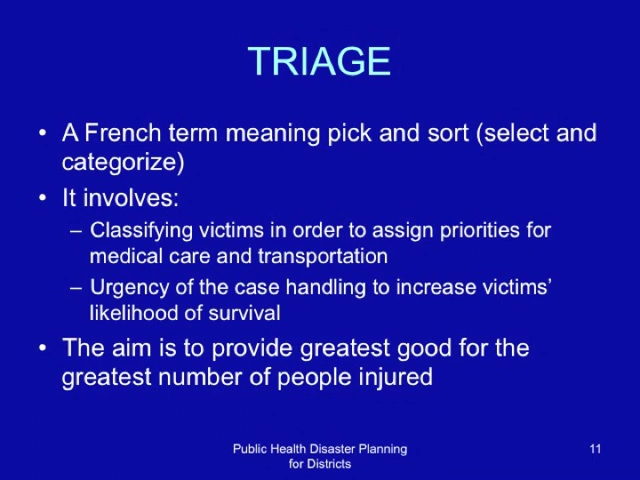 TRIAGE
• A French term meaning pick and sort (select and
categorize)
• It involves:
– Classifying victims in order to assign priorities for
medical care and transportation
– Urgency of the case handling to increase victims’
likelihood of survival
• The aim is to provide greatest good for the
greatest number of people injured
Public Health Disaster Planning
for Districts
11